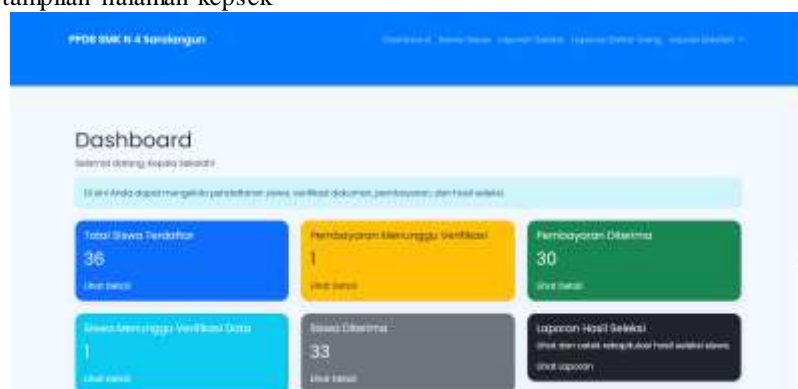 tampilan halaman kepsek
PPDB SMK N 4 Sarolangun
Dashboard
Selamat datang, Kepala Sekolah!
Di sini Anda dapat mengelola pendaftaran siswa, verifikasi dokumen, pembayaran, dan hasil seleksi.
Total Siswa Terdaftar
36
Lihat Detail
Pembayaran Menunggu Verifikasi
1
Lihat Detail
Pembayaran Diterima
30
Lihat Detail
Siswa Menunggu Verifikasi Data
1
Lihat Detail
Siswa Diterima
33
Lihat Detail
Laporan Hasil Seleksi
Lihat dan cetak rekapitulasi hasil seleksi siswa.
Lihat Laporan